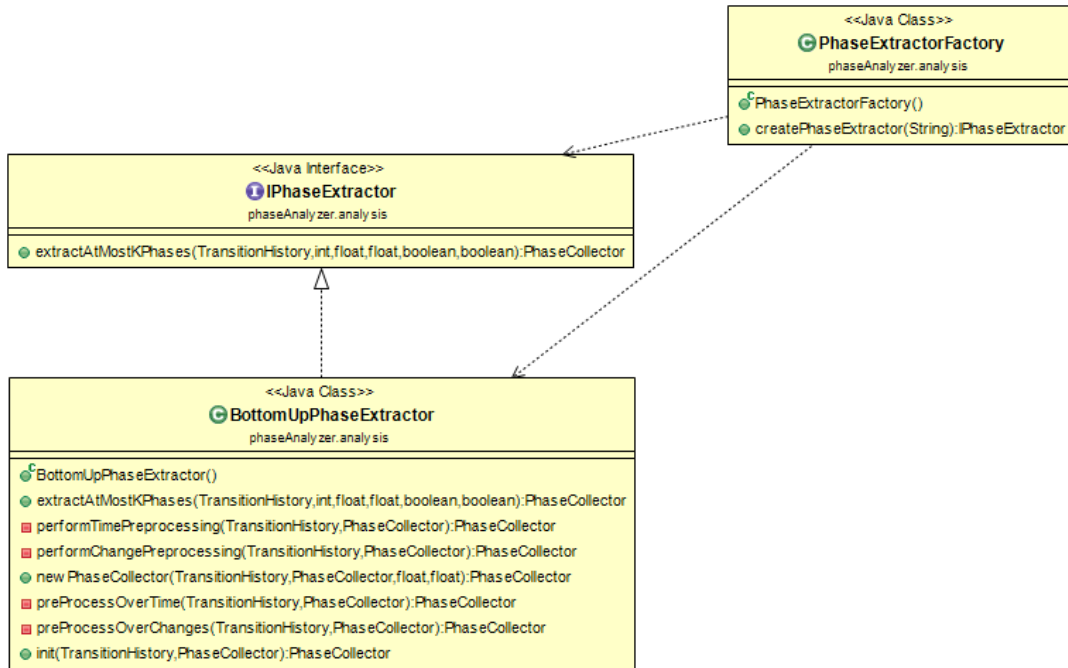 <<Java Class>>
PhaseExtractorFactory
phaseAnalyzer.analysis
PhaseExtractorFactory()
createPhaseExtractor(String):IPhaseExtractor
<<Java Interface>>
IPhaseExtractor
phaseAnalyzer.analysis
extractAtMostKPhases(TransitionHistory,int,float,float,boolean,boolean):PhaseCollector
<<Java Class>>
BottomUpPhaseExtractor
phaseAnalyzer.analysis
BottomUpPhaseExtractor()
extractAtMostKPhases(TransitionHistory,int,float,float,boolean,boolean):PhaseCollector
performTimePreprocessing(TransitionHistory,PhaseCollector):PhaseCollector
performChangePreprocessing(TransitionHistory,PhaseCollector):PhaseCollector
newPhaseCollector(TransitionHistory,PhaseCollector,float,float):PhaseCollector
preProcessOverTime(TransitionHistory,PhaseCollector):PhaseCollector
preProcessOverChanges(TransitionHistory,PhaseCollector):PhaseCollector
init(TransitionHistory,PhaseCollector):PhaseCollector